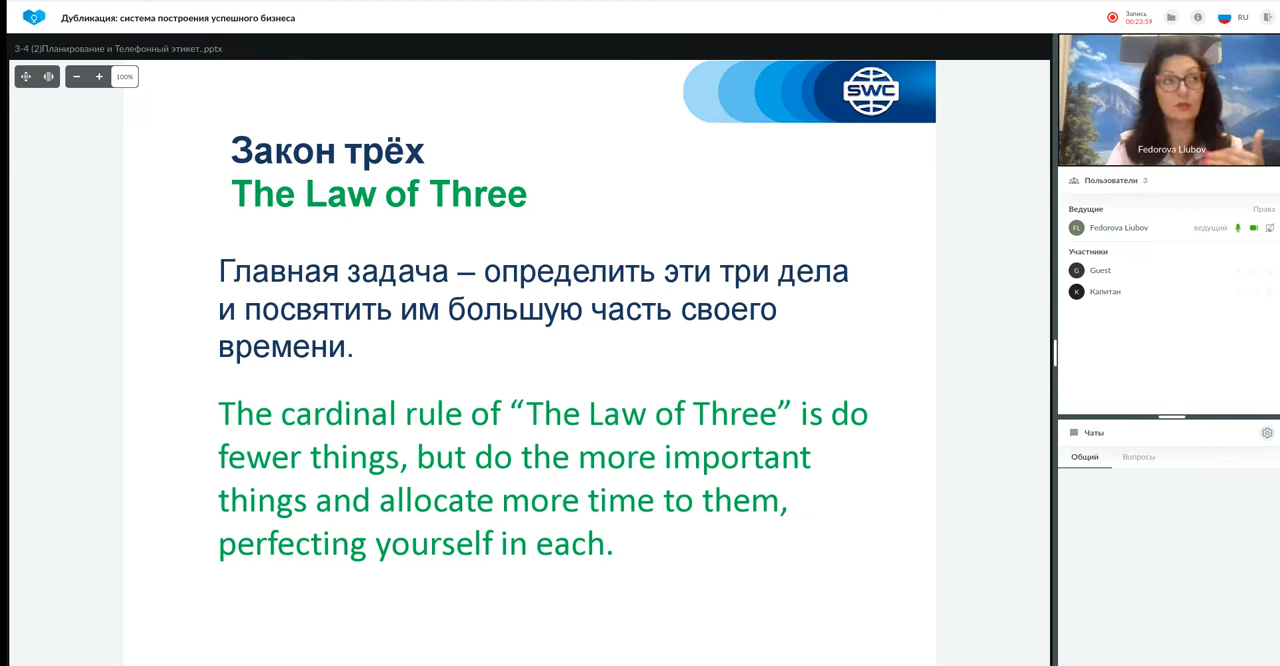 Дубликация: система построения успешного бизнеса
Запись
00:23:59
RU
3-4 (2)Планирование и Телефонный этикет..pptx
100%
SWC
Закон трёх
The Law of Three
Главная задача – определить эти три дела
и посвятить им большую часть своего
времени.
The cardinal rule of “The Law of Three” is do
fewer things, but do the more important
things and allocate more time to them,
perfecting yourself in each.
Fedorova Liubov
Пользователи 3
Ведущие Права
FL Fedorova Liubov ведущий
Участники
G Guest
K Капитан
Чаты
Общий Вопросы